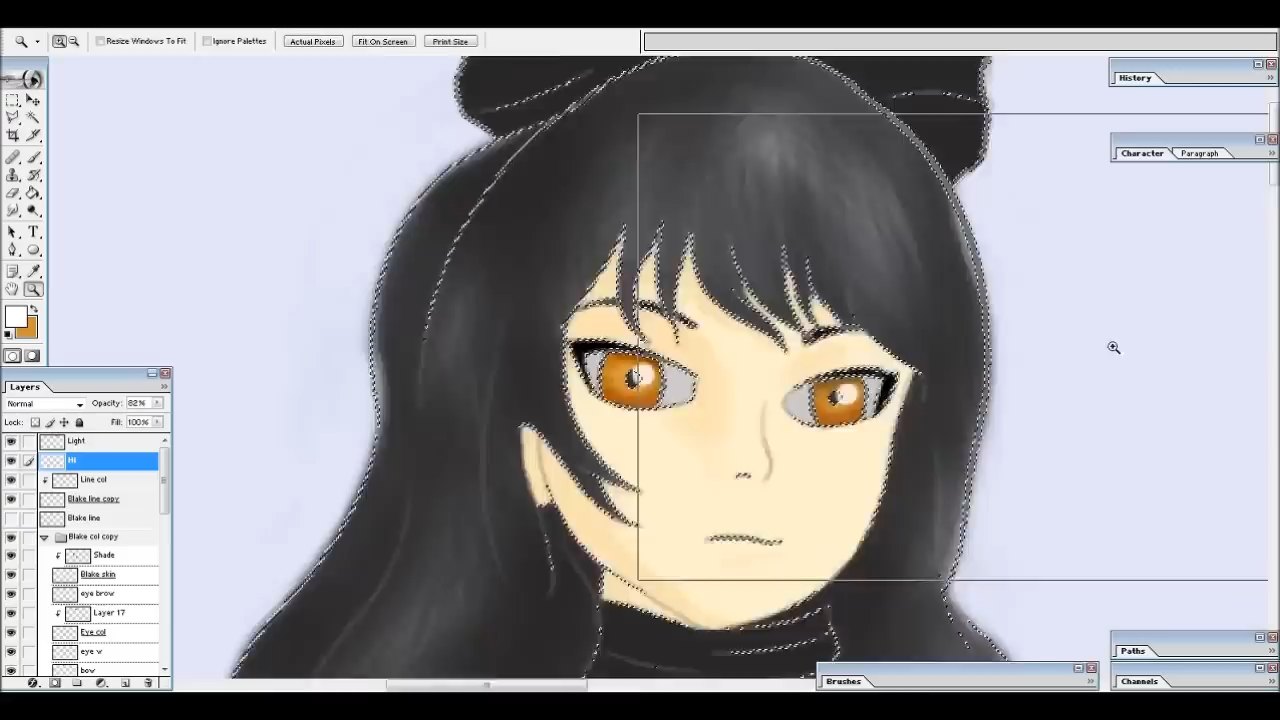 Resize Windows To Fit Ignore Palettes Actual Pixels Fit On Screen Print Size
History
Character Paragraph
Layers
Normal Opacity: 82%
Lock: Fill: 100%
Light
Hi
Line col
Blake line copy
Blake line
Blake col copy
Shade
Blake skin
eye brow
Layer 17
Eye col
eye w
bow
Paths
Brushes
Channels